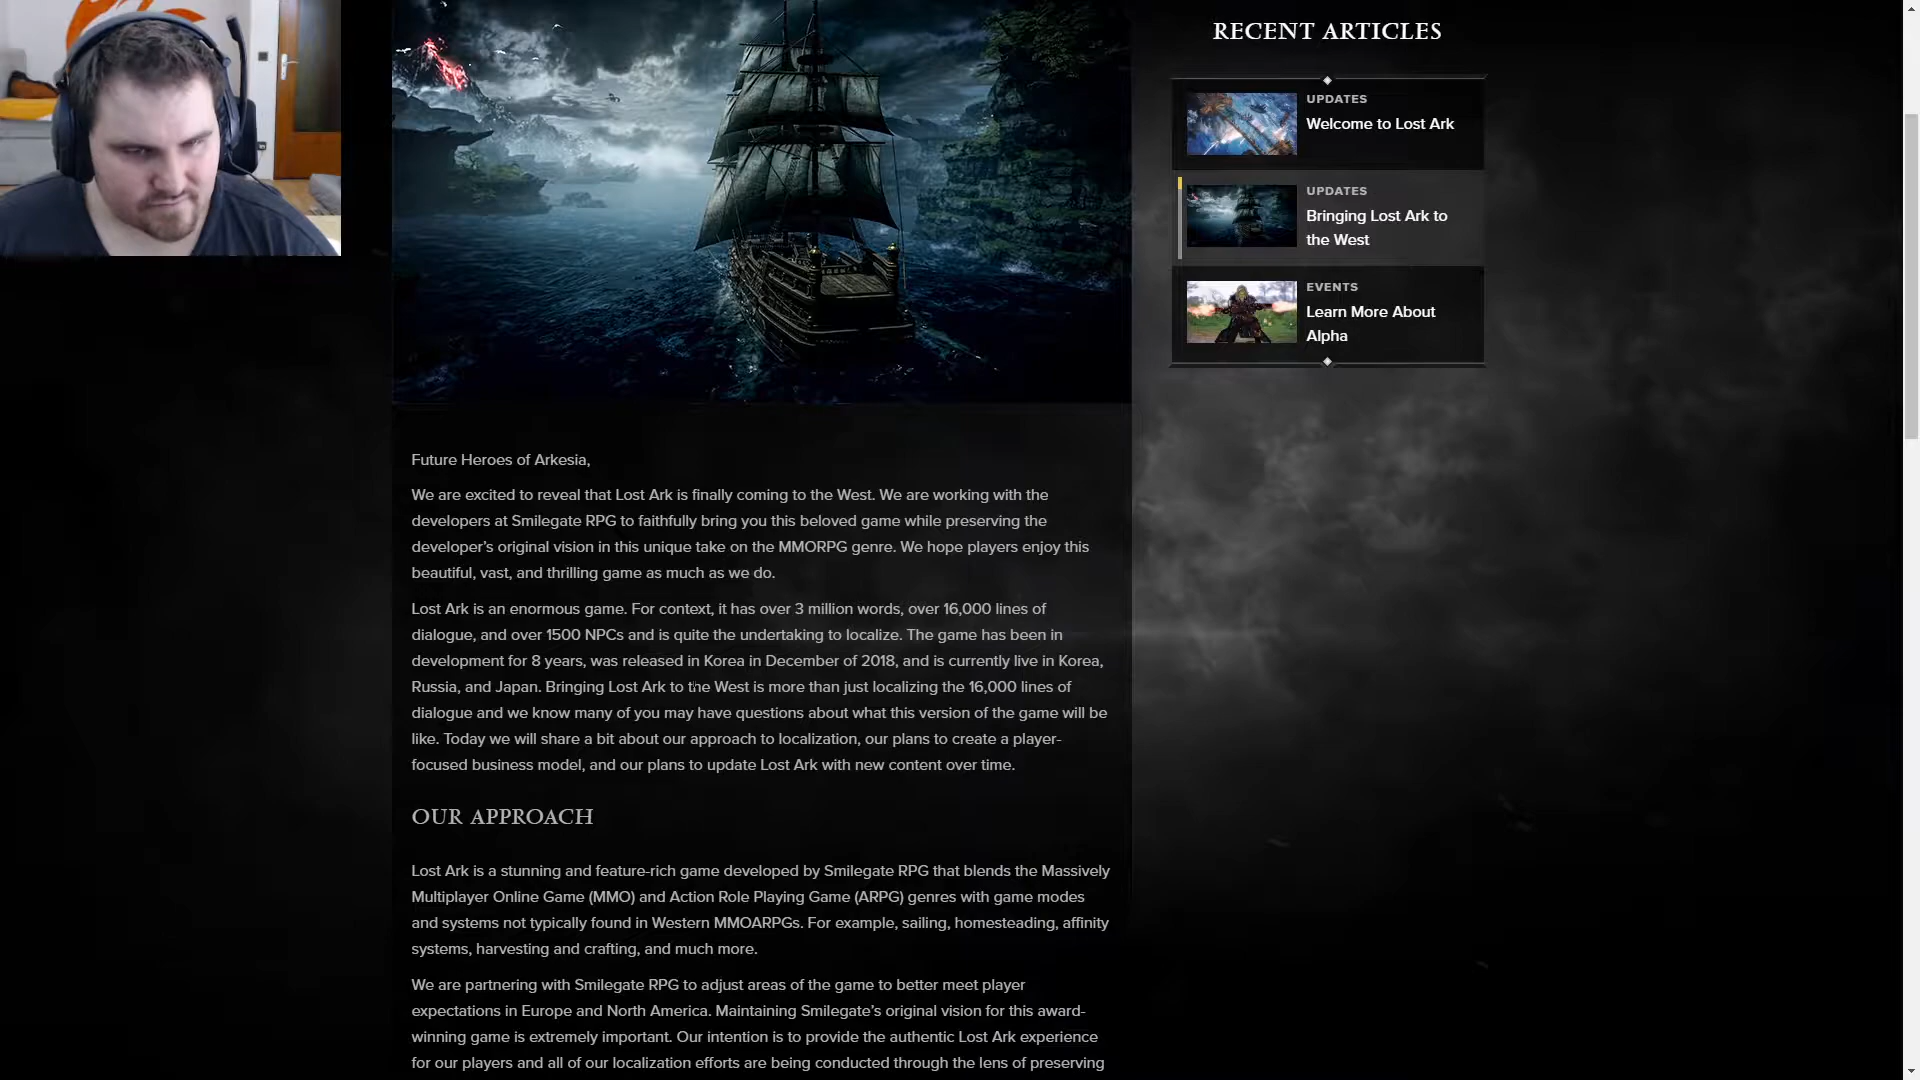 RECENT ARTICLES
UPDATES
Welcome to Lost Ark
UPDATES
Bringing Lost Ark to
the West
EVENTS
Learn More About
Alpha
Future Heroes of Arkesia,
We are excited to reveal that Lost Ark is finally coming to the West. We are working with the
developers at Smilegate RPG to faithfully bring you this beloved game while preserving the
developer’s original vision in this unique take on the MMORPG genre. We hope players enjoy this
beautiful, vast, and thrilling game as much as we do.
Lost Ark is an enormous game. For context, it has over 3 million words, over 16,000 lines of
dialogue, and over 1500 NPCs and is quite the undertaking to localize. The game has been in
development for 8 years, was released in Korea in December of 2018, and is currently live in Korea,
Russia, and Japan. Bringing Lost Ark to the West is more than just localizing the 16,000 lines of
dialogue and we know many of you may have questions about what this version of the game will be
like. Today we will share a bit about our approach to localization, our plans to create a player-
focused business model, and our plans to update Lost Ark with new content over time.
OUR APPROACH
Lost Ark is a stunning and feature-rich game developed by Smilegate RPG that blends the Massively
Multiplayer Online Game (MMO) and Action Role Playing Game (ARPG) genres with game modes
and systems not typically found in Western MMOARPGs. For example, sailing, homesteading, affinity
systems, harvesting and crafting, and much more.
We are partnering with Smilegate RPG to adjust areas of the game to better meet player
expectations in Europe and North America. Maintaining Smilegate’s original vision for this award-
winning game is extremely important. Our intention is to provide the authentic Lost Ark experience
for our players and all of our localization efforts are being conducted through the lens of preserving